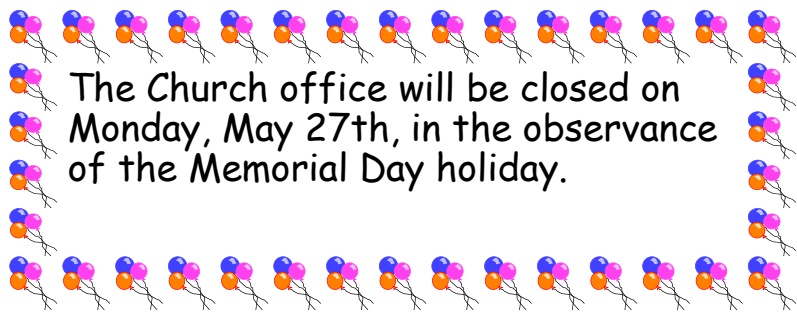 The Church office will be closed on
Monday, May 27th, in the observance
of the Memorial Day holiday.